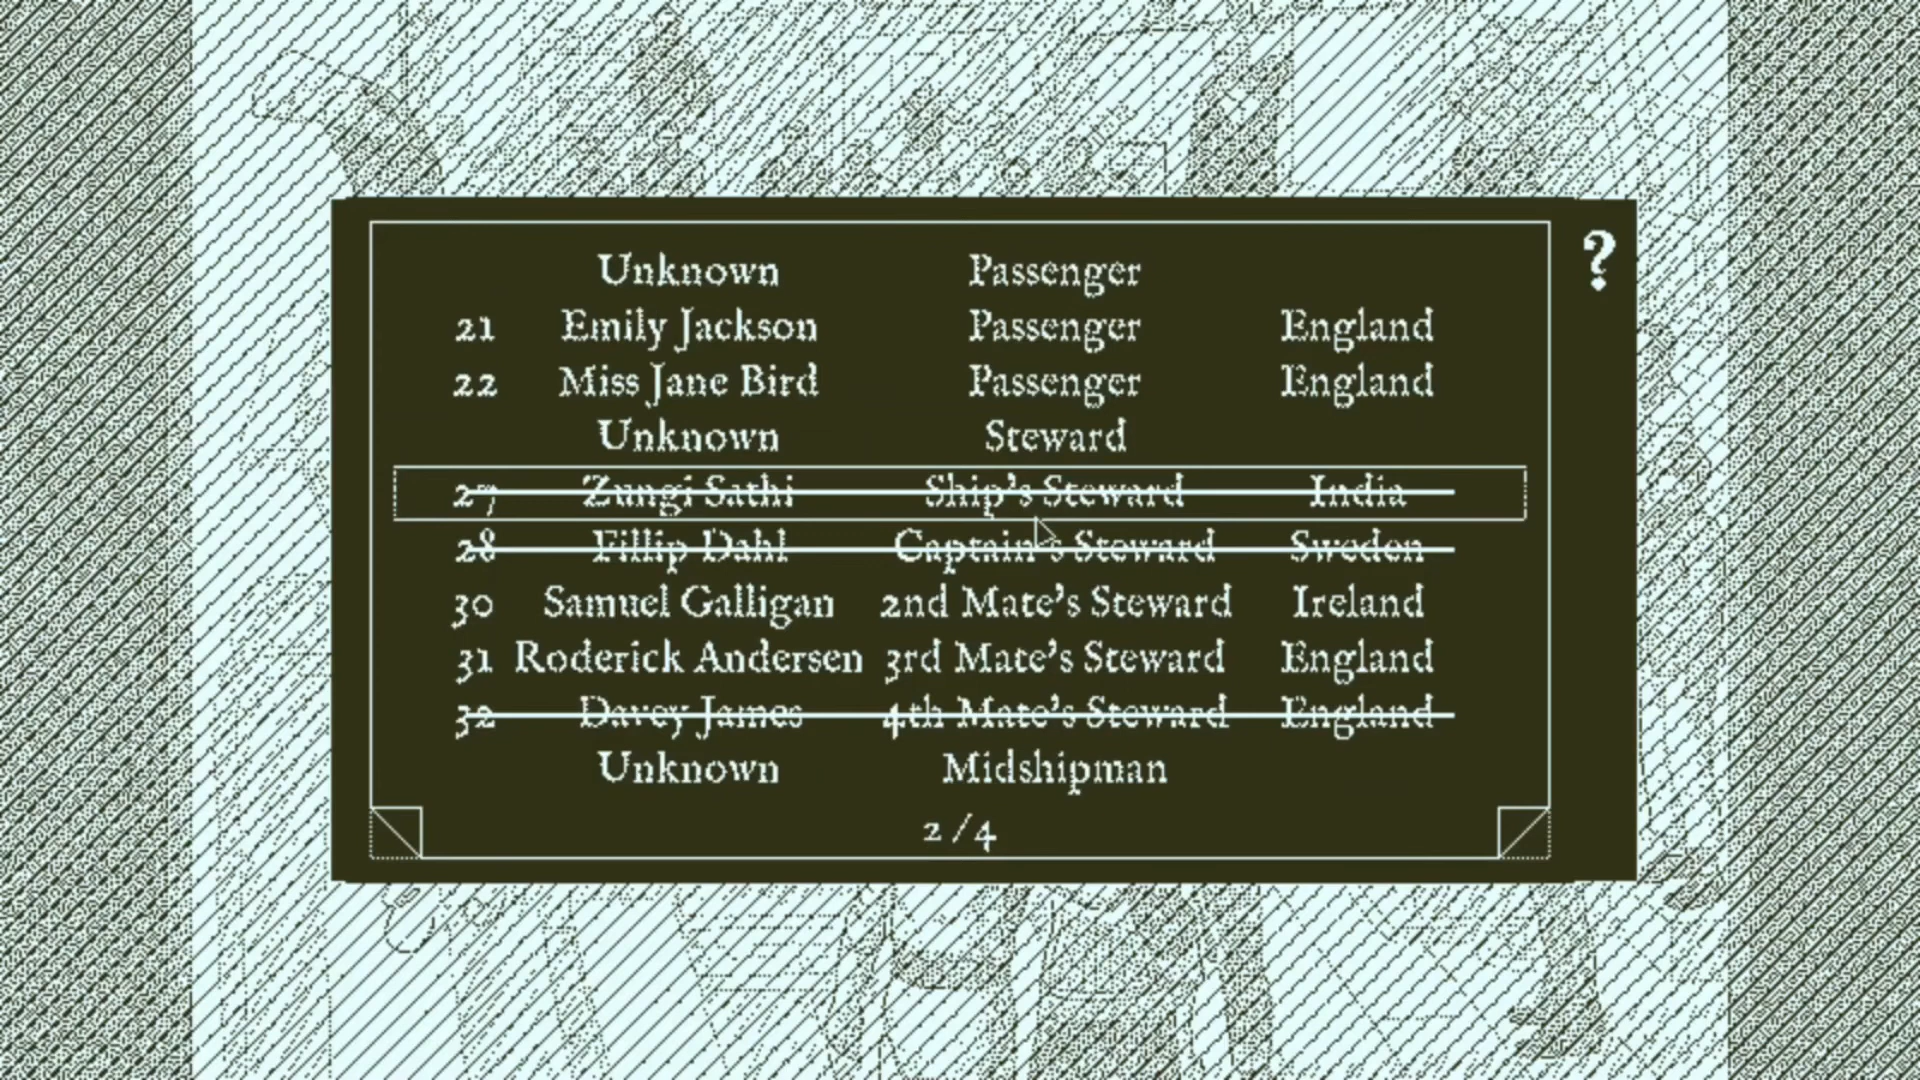 ?
Unknown Passenger
21 Emily Jackson Passenger England
22 Miss Jane Bird Passenger England
Unknown Steward
27 Zungi Sathi Ship's Steward India
28 Fillip Dahl Captain's Steward Sweden
30 Samuel Galligan 2nd Mate's Steward Ireland
31 Roderick Andersen 3rd Mate's Steward England
32 Davey James 4th Mate's Steward England
Unknown Midshipman
2/4